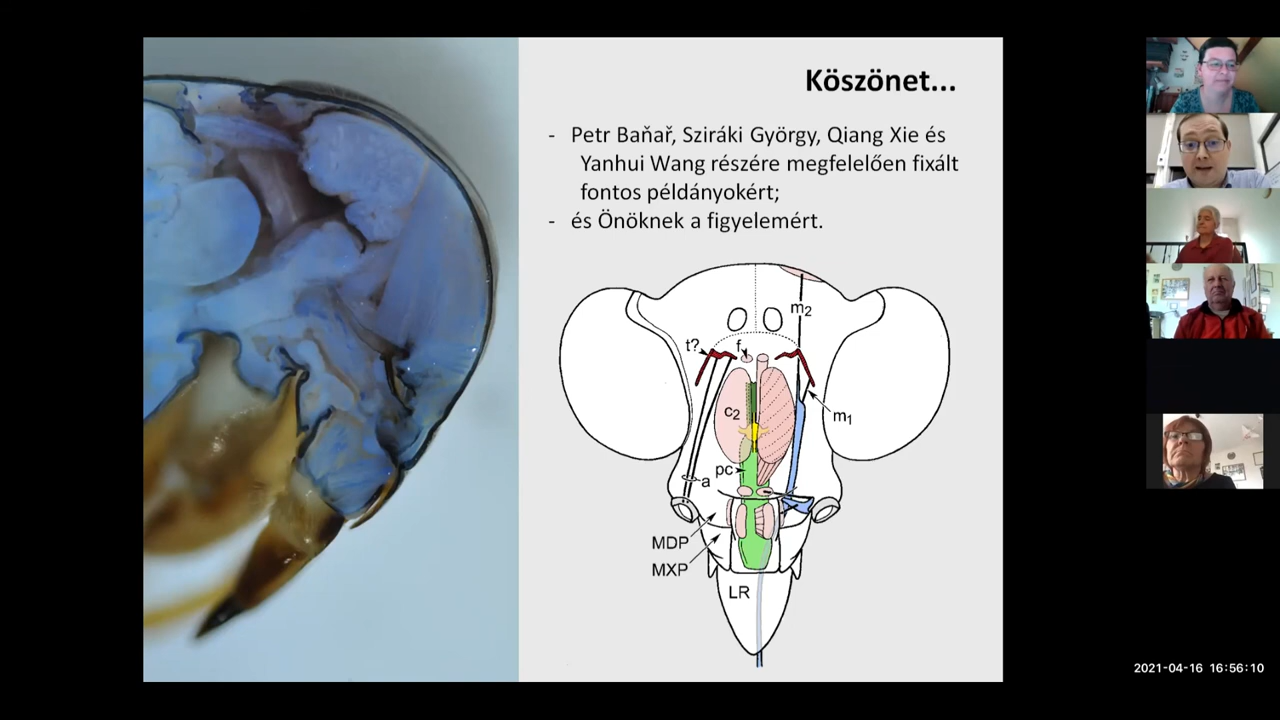 Köszönet...
- Petr Baňař, Sziráki György, Qiang Xie és
Yanhui Wang részére megfelelően fixált
fontos példányokért;
- és Önöknek a figyelemért.
m2
t?
f
c2
m1
pc
a
MDP
MXP
LR
2021-04-16 16:56:10